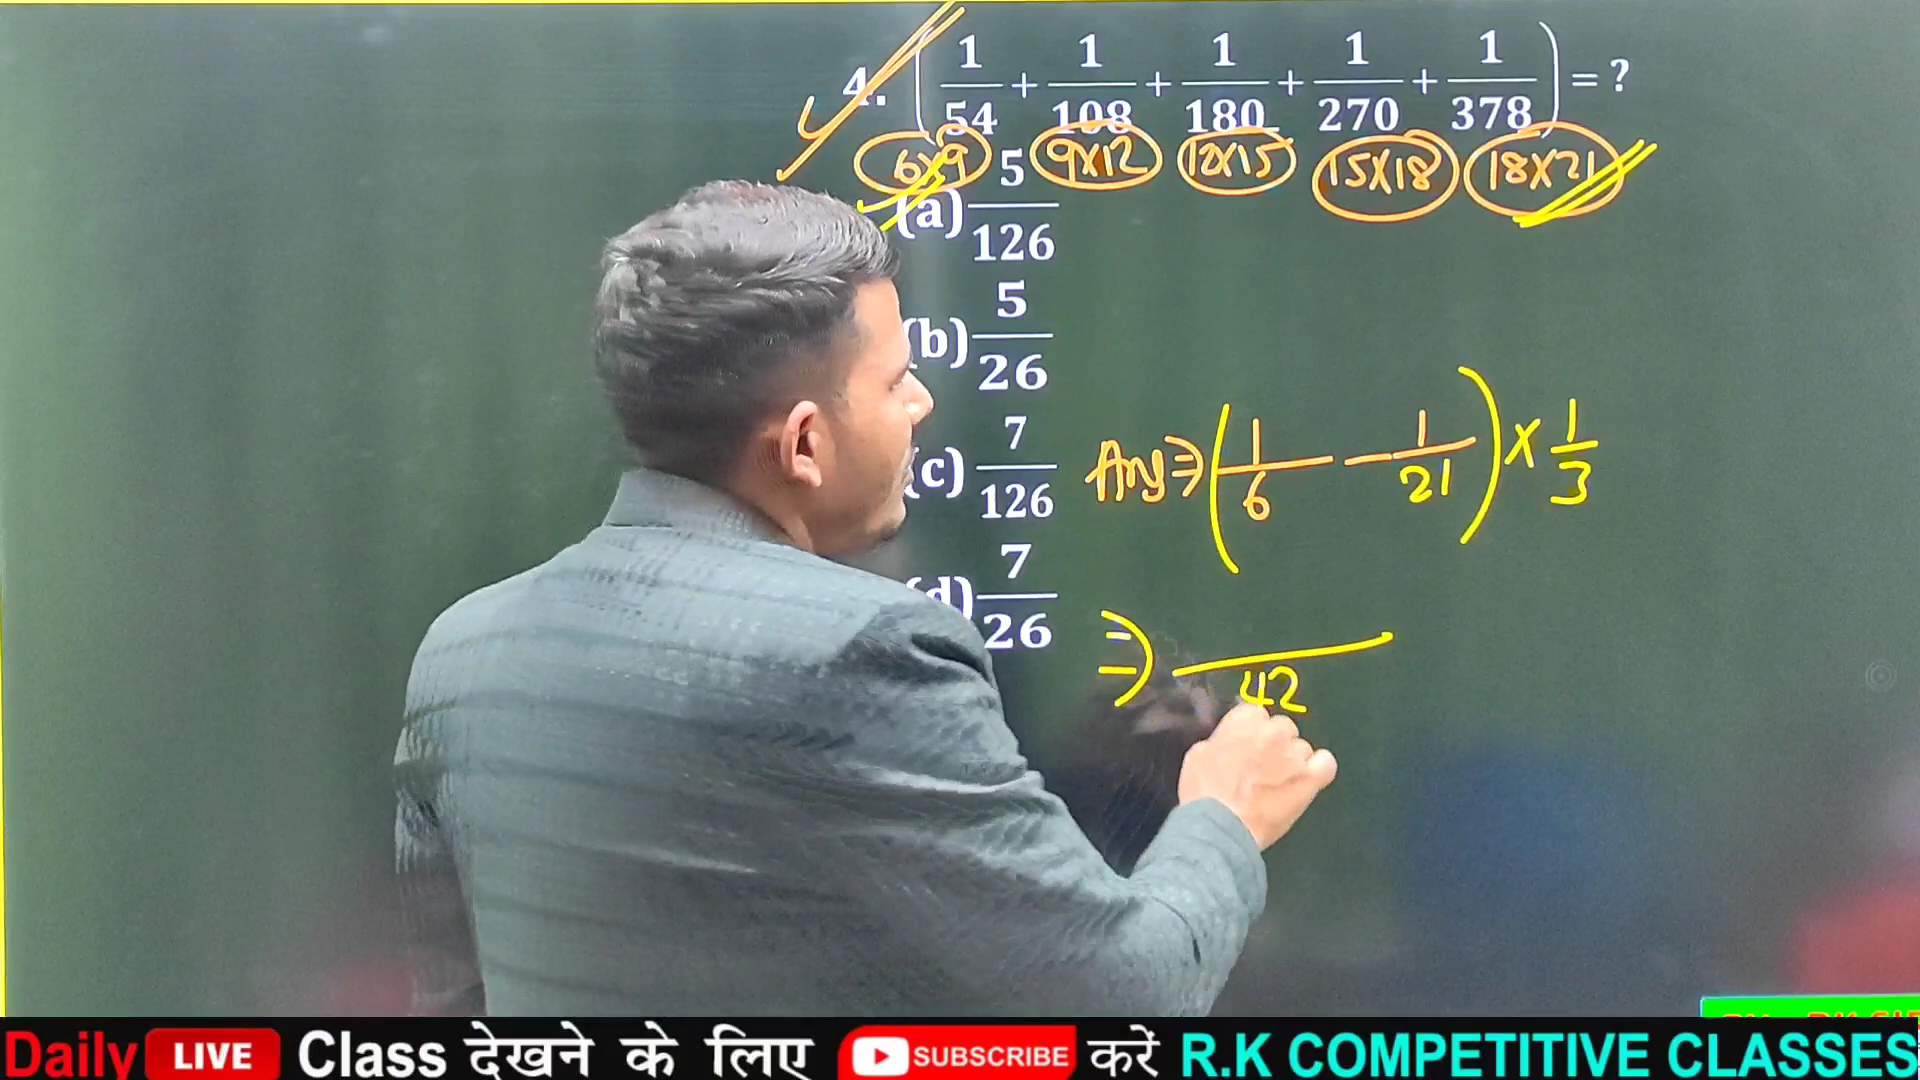 4. ( 1/54 + 1/108 + 1/180 + 1/270 + 1/378 ) = ?
6×9 9×12 12×15 15×18 18×21
(a) 5/126
(b) 5/26
(c) 7/126
(d) 7/26
Ans ⇒ ( 1/6 - 1/21 ) × 1/3
⇒ /42
Daily LIVE Class देखने के लिए SUBSCRIBE करें R.K COMPETITIVE CLASSES